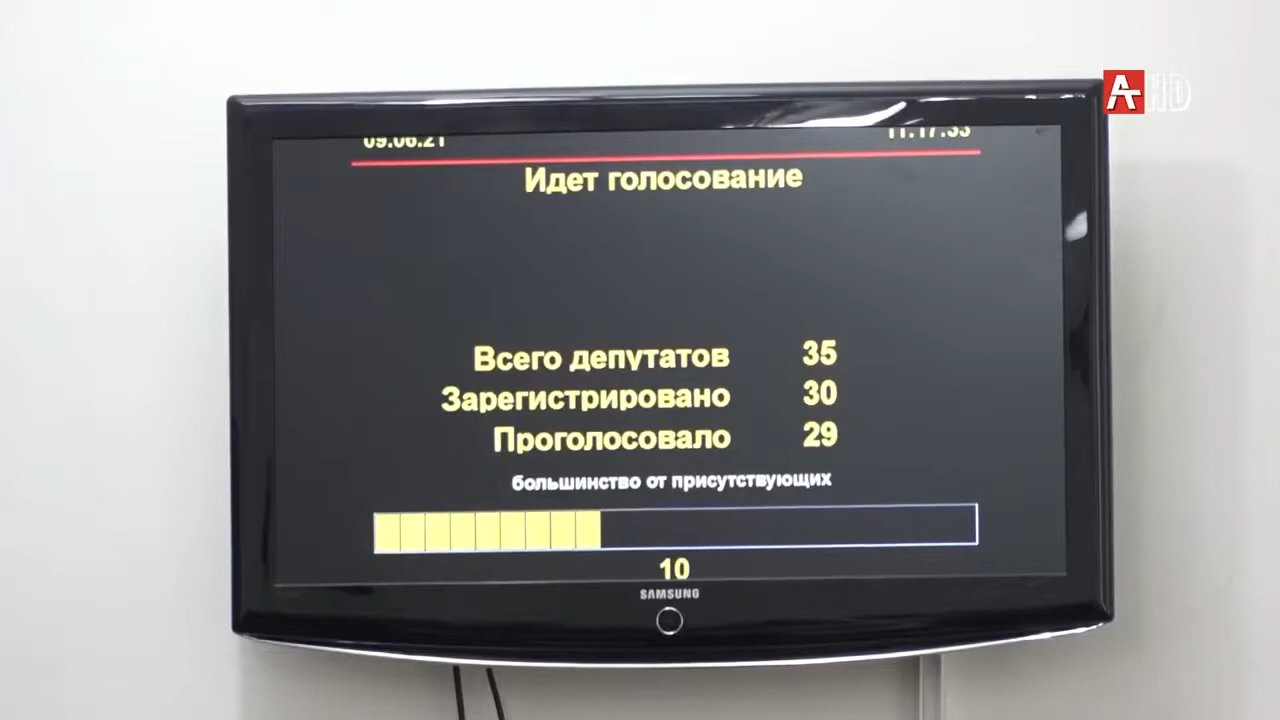 A HD
09.06.21 11:17:33
Идет голосование
Всего депутатов 35
Зарегистрировано 30
Проголосовало 29
большинство от присутствующих
10
SAMSUNG